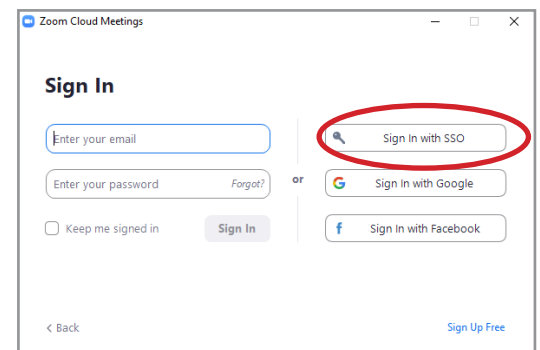 Zoom Cloud Meetings
Sign In
Enter your email
Sign In with SSO
Enter your password Forgot?
or
Sign In with Google
Keep me signed in
Sign In
Sign In with Facebook
< Back
Sign Up Free